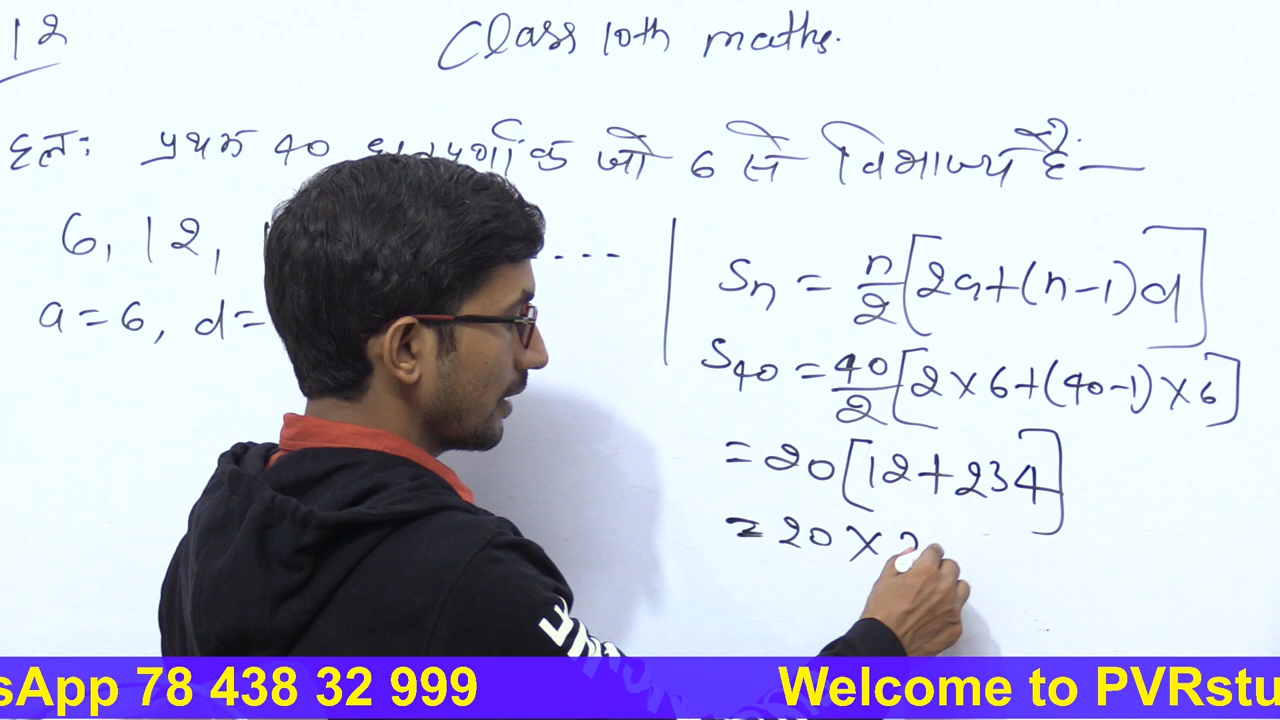 12
Class 10th maths.
हल: प्रथम 40 जो 6 से विभाज्य है—
6, 12, ....
a=6, d=
Sn = n/2[2a+(n-1)d]
S40 = 40/2[2×6+(40-1)×6]
= 20[12+234]
= 20×2
sApp 78 438 32 999 Welcome to PVRstu